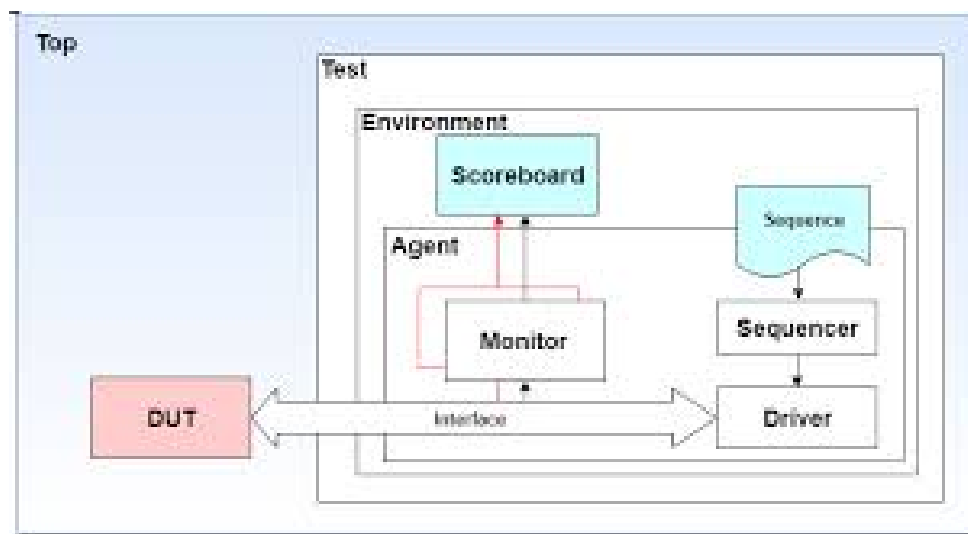 Top
Test
Environment
Scoreboard
Sequence
Agent
Monitor
Sequencer
DUT
Interface
Driver